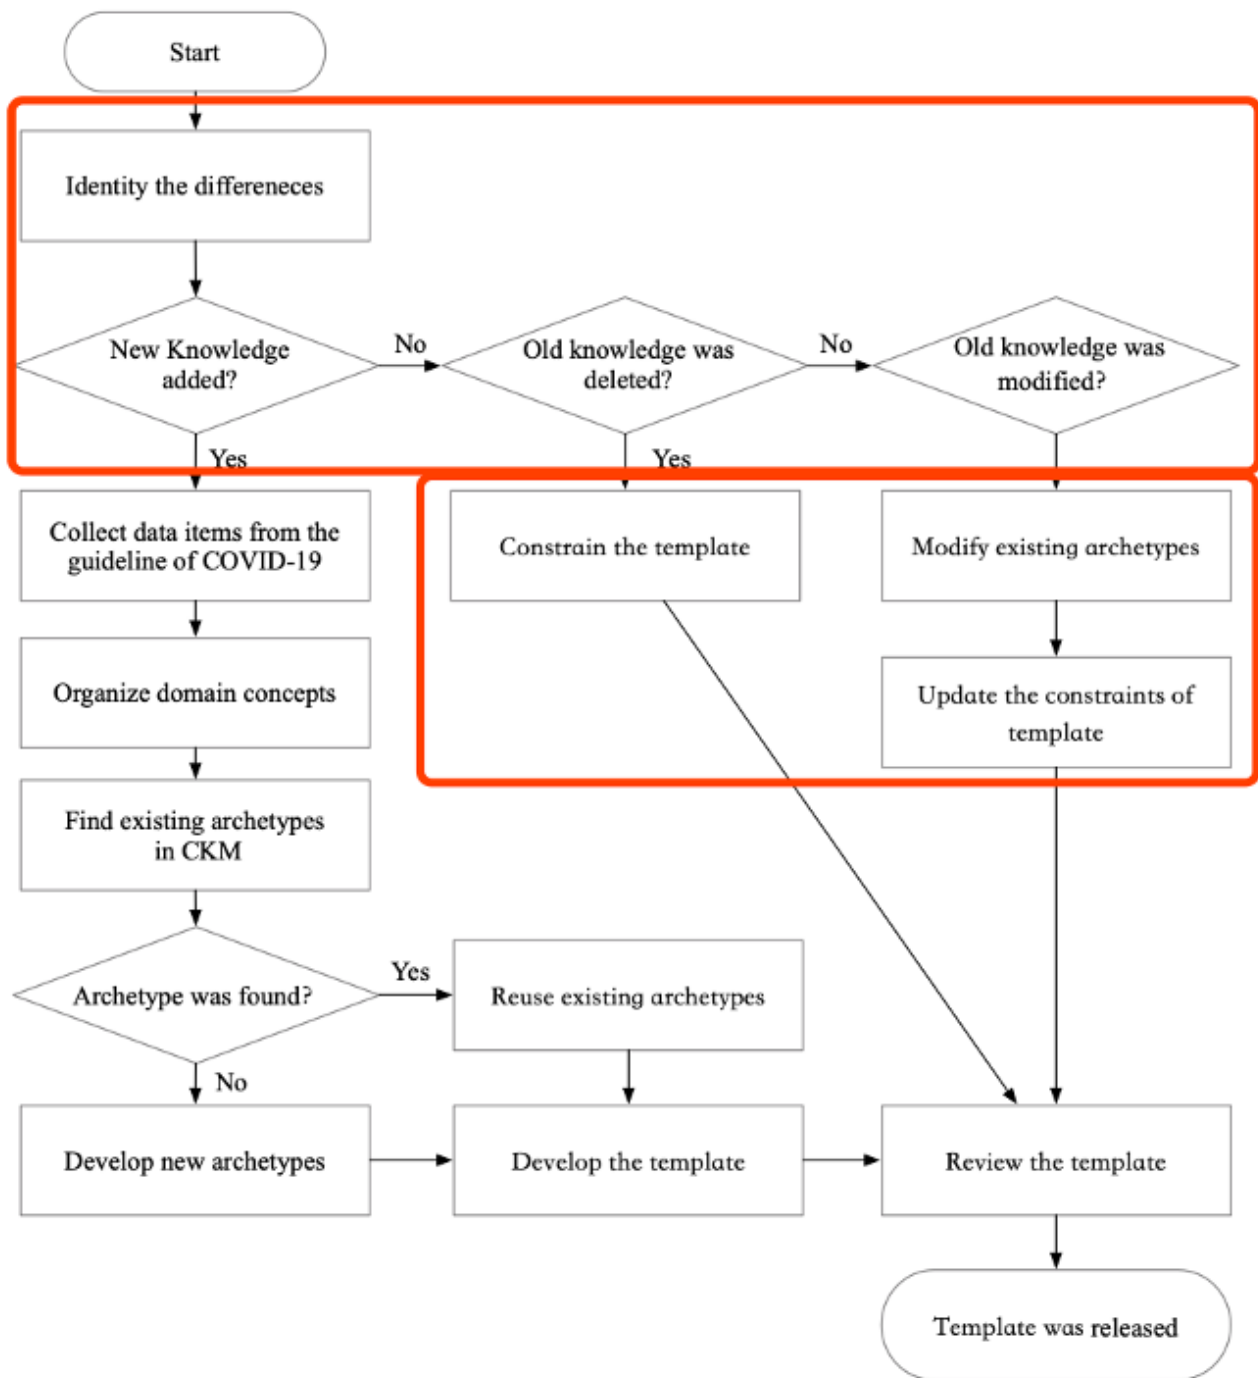 Start
Identity the differeneces
New Knowledge
added?
No
Old knowledge was
deleted?
No
Old knowledge was
modified?
Yes
Yes
Collect data items from the
guideline of COVID-19
Constrain the template
Modify existing archetypes
Organize domain concepts
Update the constraints of
template
Find existing archetypes
in CKM
Archetype was found?
Yes
Reuse existing archetypes
No
Develop new archetypes
Develop the template
Review the template
Template was released